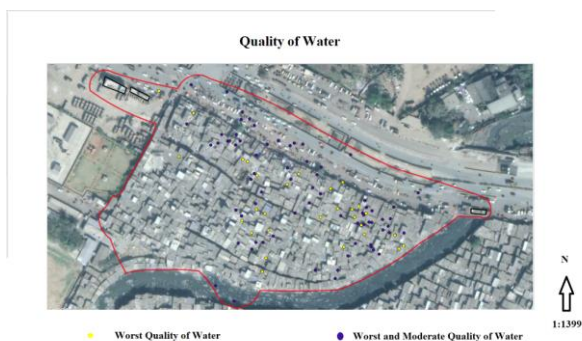 Quality of Water
N
1:1399
Worst Quality of Water
Worst and Moderate Quality of Water